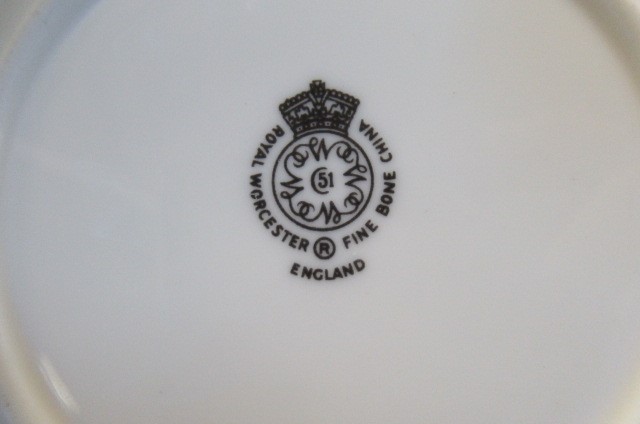 ROYAL WORCESTER ® FINE BONE CHINA
51
ENGLAND